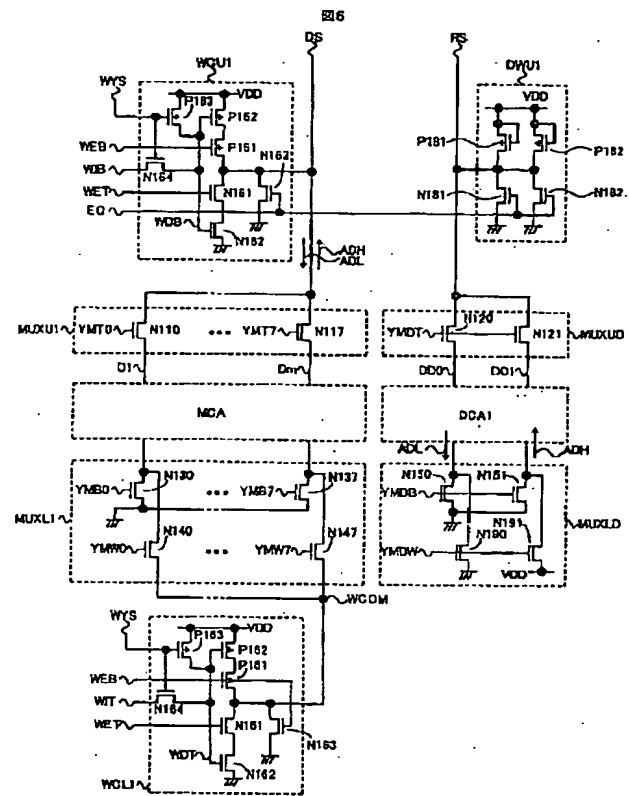 図6
DS
RS
WCU1
DWU1
WYS
VDD
VDD
P163
P162
WEB
P161
N163
P181
P182
WIB
N164
WET
N161
N181
N182
EQ
WDB
N162
ADH
ADL
MUXU1
YMT0
N110
•••
YMT7
N117
YMDT
N120
N121
MUXUD
D1
Dm
DD0
DD1
MCA
DCA1
ADL
ADH
N130
N137
N150
N151
YMB0
•••
YMB7
YMDB
MUXL1
N140
N147
N190
N191
MUXLD
YMW0
•••
YMW7
YMDW
VDD
WCOM
WYS
VDD
P163
P162
WEB
P161
WIT
N164
WET
N161
WDT
N163
N162
WCL1